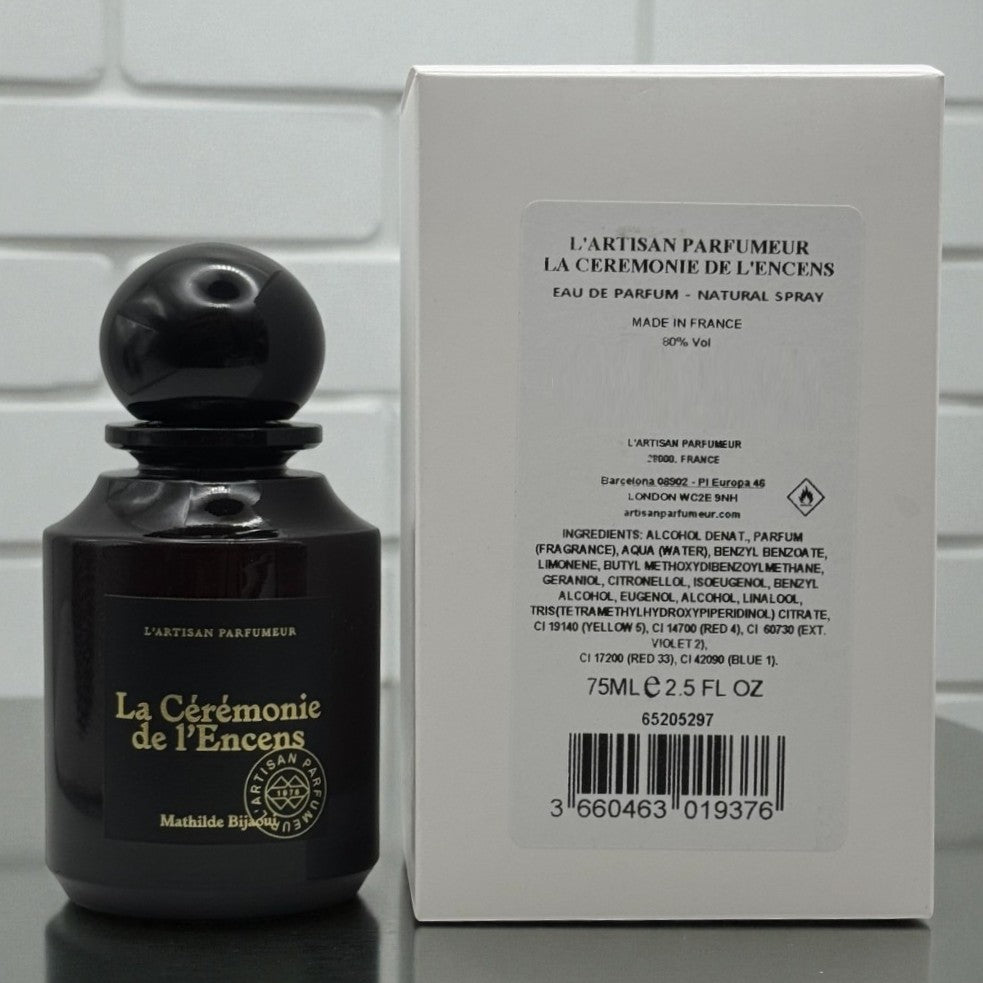 L'ARTISAN PARFUMEUR
La Cérémonie
de l'Encens
L'ARTISAN PARFUMEUR
1976
Mathilde Bijaoui
L'ARTISAN PARFUMEUR
LA CEREMONIE DE L'ENCENS
EAU DE PARFUM - NATURAL SPRAY
MADE IN FRANCE
80% Vol
L'ARTISAN PARFUMEUR
28000. FRANCE
Barcelona 08902 - PI Europa 46
LONDON WC2E 9NH
artisanparfumeur.com
INGREDIENTS: ALCOHOL DENAT., PARFUM
(FRAGRANCE), AQUA (WATER), BENZYL BENZOATE,
LIMONENE, BUTYL METHOXYDIBENZOYLMETHANE,
GERANIOL, CITRONELLOL, ISOEUGENOL, BENZYL
ALCOHOL, EUGENOL, ALCOHOL, LINALOOL,
TRIS(TETRAMETHYLHYDROXYPIPERIDINOL) CITRATE,
CI 19140 (YELLOW 5), CI 14700 (RED 4), CI 60730 (EXT.
VIOLET 2),
CI 17200 (RED 33), CI 42090 (BLUE 1).
75ML e 2.5 FL OZ
65205297
3 660463 019376